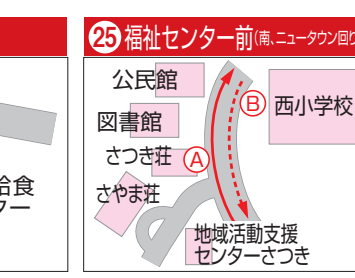 25 福祉センター前(南、ニュータウン回り
公民館
図書館
さつき荘
さやま荘
A
B
西小学校
地域活動支援
センターさつき
給食
ター